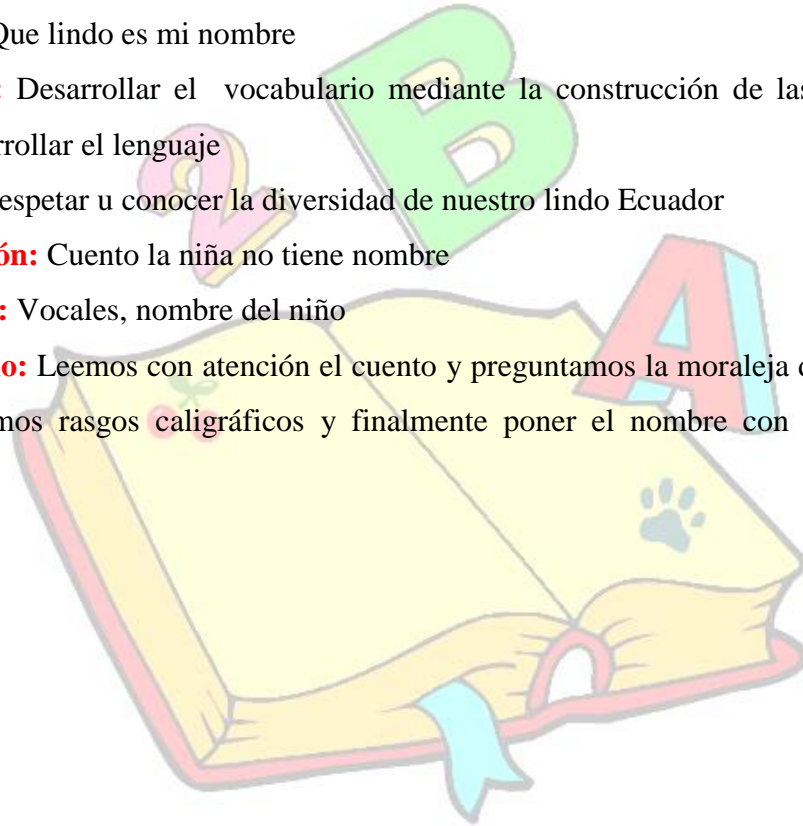 Que lindo es mi nombre
: Desarrollar el vocabulario mediante la construcción de las
rrollar el lenguaje
espetar u conocer la diversidad de nuestro lindo Ecuador
ón: Cuento la niña no tiene nombre
: Vocales, nombre del niño
o: Leemos con atención el cuento y preguntamos la moraleja
mos rasgos caligráficos y finalmente poner el nombre con
2
B
A